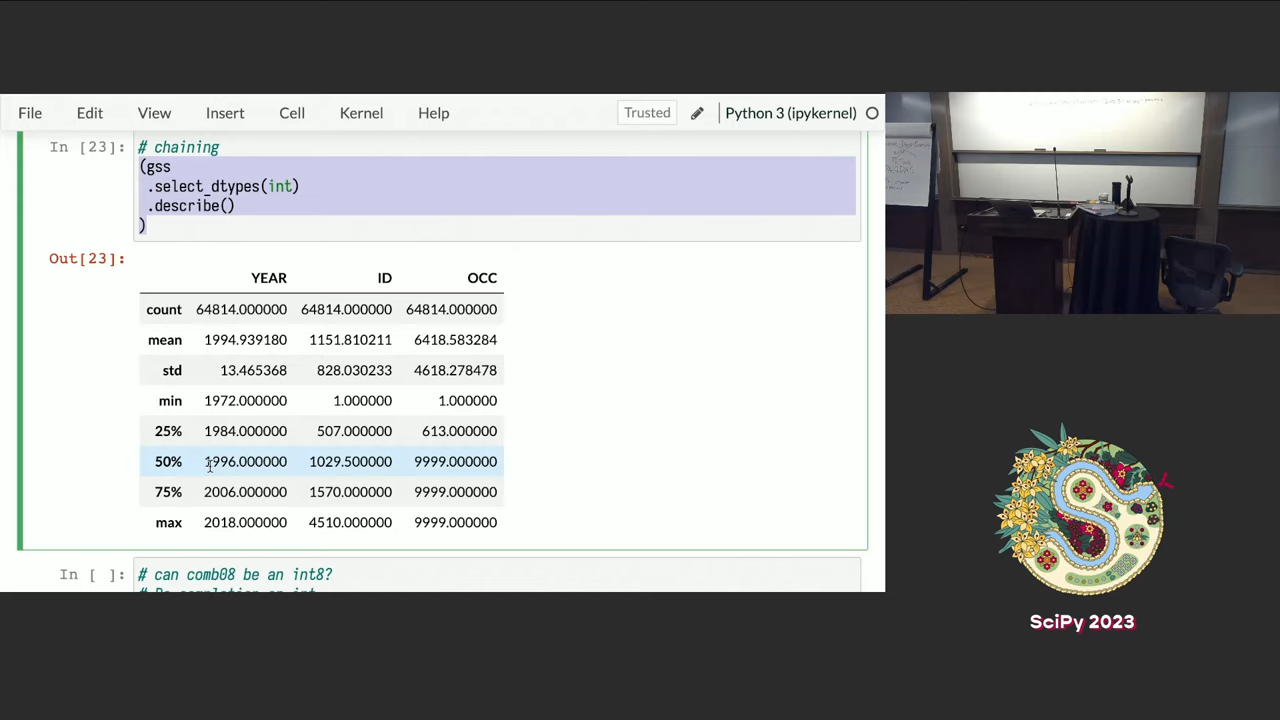 File Edit View Insert Cell Kernel Help Trusted Python 3 (ipykernel)
In [23]: # chaining
(gss
.select_dtypes(int)
.describe()
)
Out[23]:
YEAR ID OCC
count 64814.000000 64814.000000 64814.000000
mean 1994.939180 1151.810211 6418.583284
std 13.465368 828.030233 4618.278478
min 1972.000000 1.000000 1.000000
25% 1984.000000 507.000000 613.000000
50% 1996.000000 1029.500000 9999.000000
75% 2006.000000 1570.000000 9999.000000
max 2018.000000 4510.000000 9999.000000
In [ ]: # can comb08 be an int8?
SciPy 2023